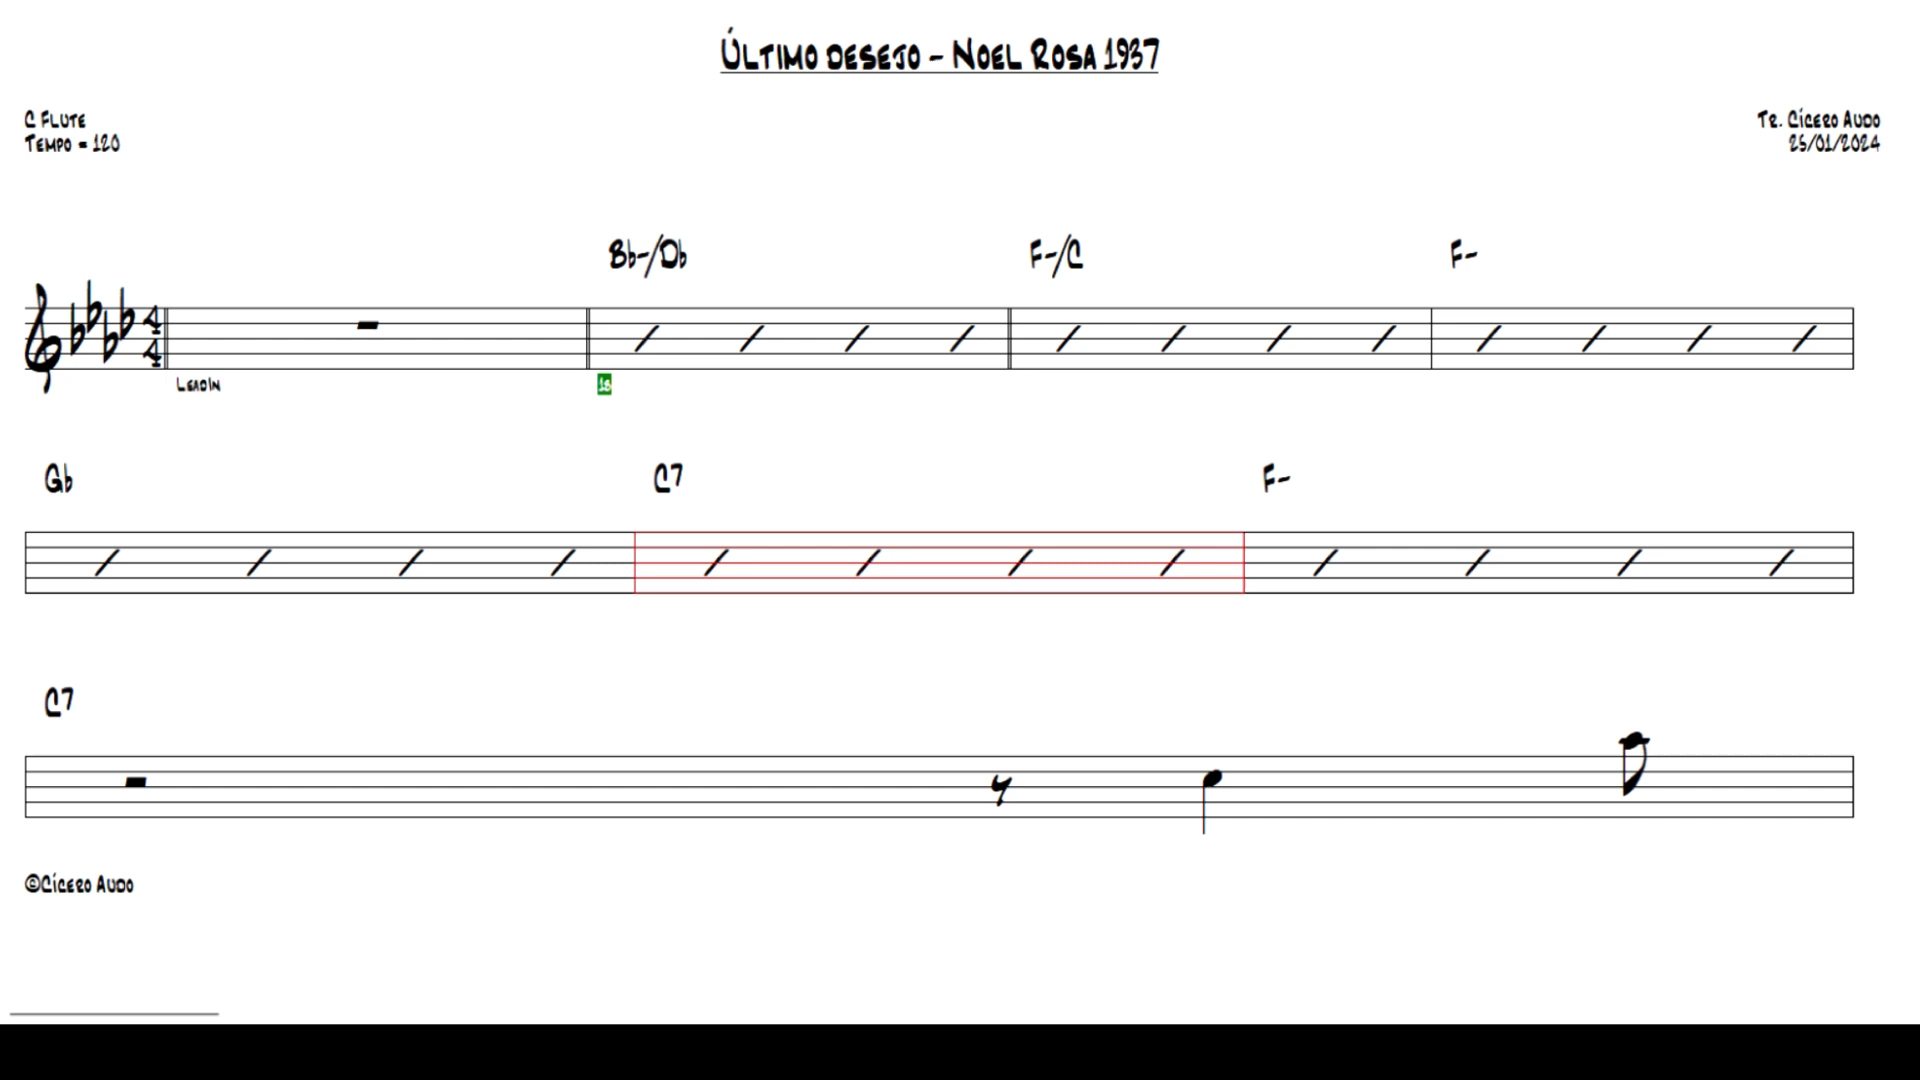 Último desejo - Noel Rosa 1937
C Flute
Tempo = 120
Tr. Cícero Audo
25/01/2024
Bb-/Db F-/C F-
LeadIn
Gb C7 F-
C7
©Cícero Audo